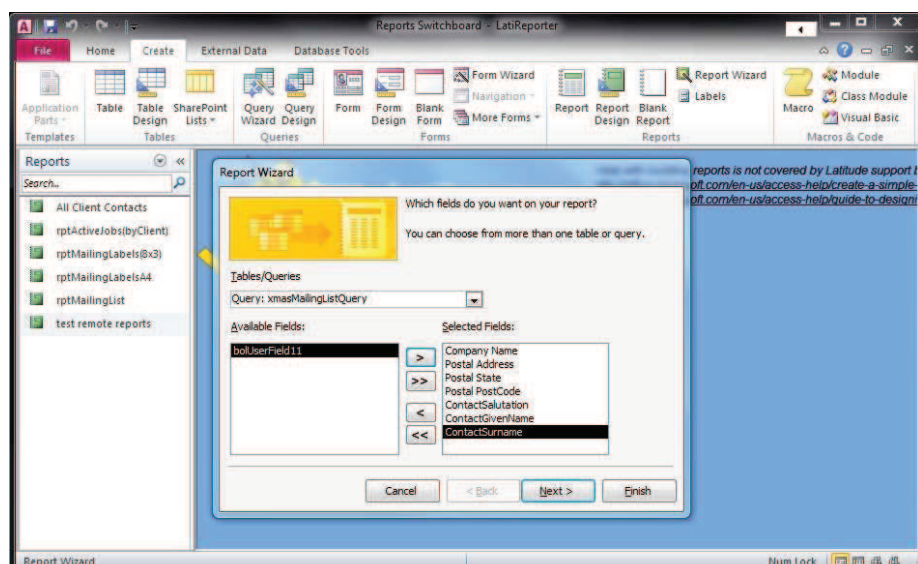 Reports Switchboard - LatiReporter
File Home Create External Data Database Tools
Application Parts
Table
Table Design
SharePoint Lists
Query Wizard
Query Design
Form
Form Design
Blank Form
Form Wizard
Navigation
More Forms
Report
Report Design
Blank Report
Report Wizard
Labels
Macro
Module
Class Module
Visual Basic
Templates Tables Queries Forms Reports Macros & Code
Reports
Search..
All Client Contacts
rptActiveJobs(byClient)
rptMailingLabels(8x3)
rptMailingLabelsA4
rptMailingList
test remote reports
reports is not covered by Latitude support
oft.com/en-us/access-help/create-a-simple-
oft.com/en-us/access-help/guide-to-designi
Report Wizard
Which fields do you want on your report?
You can choose from more than one table or query.
Tables/Queries
Query: xmasMailingListQuery
Available Fields:
bolUserField11
Selected Fields:
Company Name
Postal Address
Postal State
Postal PostCode
ContactSalutation
ContactGivenName
ContactSurname
> 
>>
<
<<
Cancel < Back Next > Finish
Report Wizard Num Lock